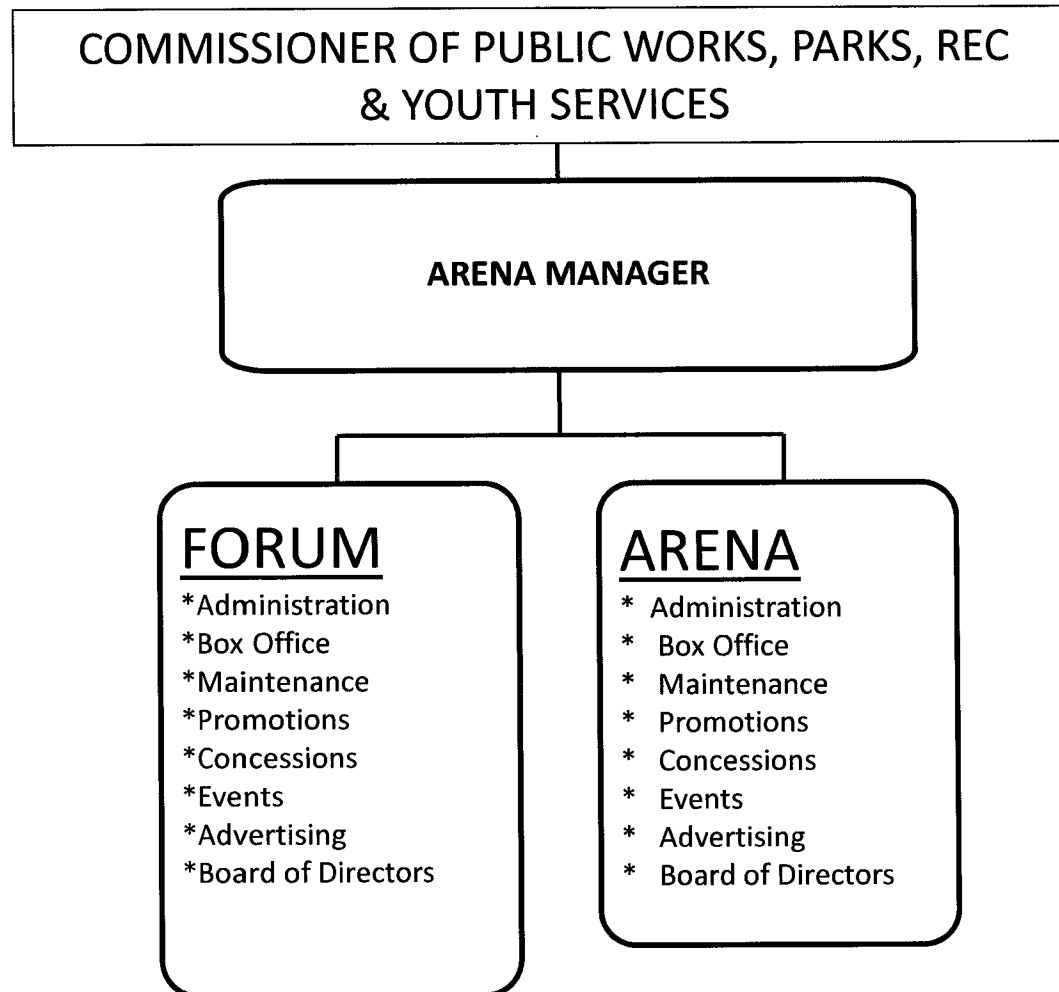 COMMISSIONER OF PUBLIC WORKS, PARKS, REC
& YOUTH SERVICES
ARENA MANAGER
FORUM
*Administration
*Box Office
*Maintenance
*Promotions
*Concessions
*Events
*Advertising
*Board of Directors
ARENA
* Administration
* Box Office
* Maintenance
* Promotions
* Concessions
* Events
* Advertising
* Board of Directors